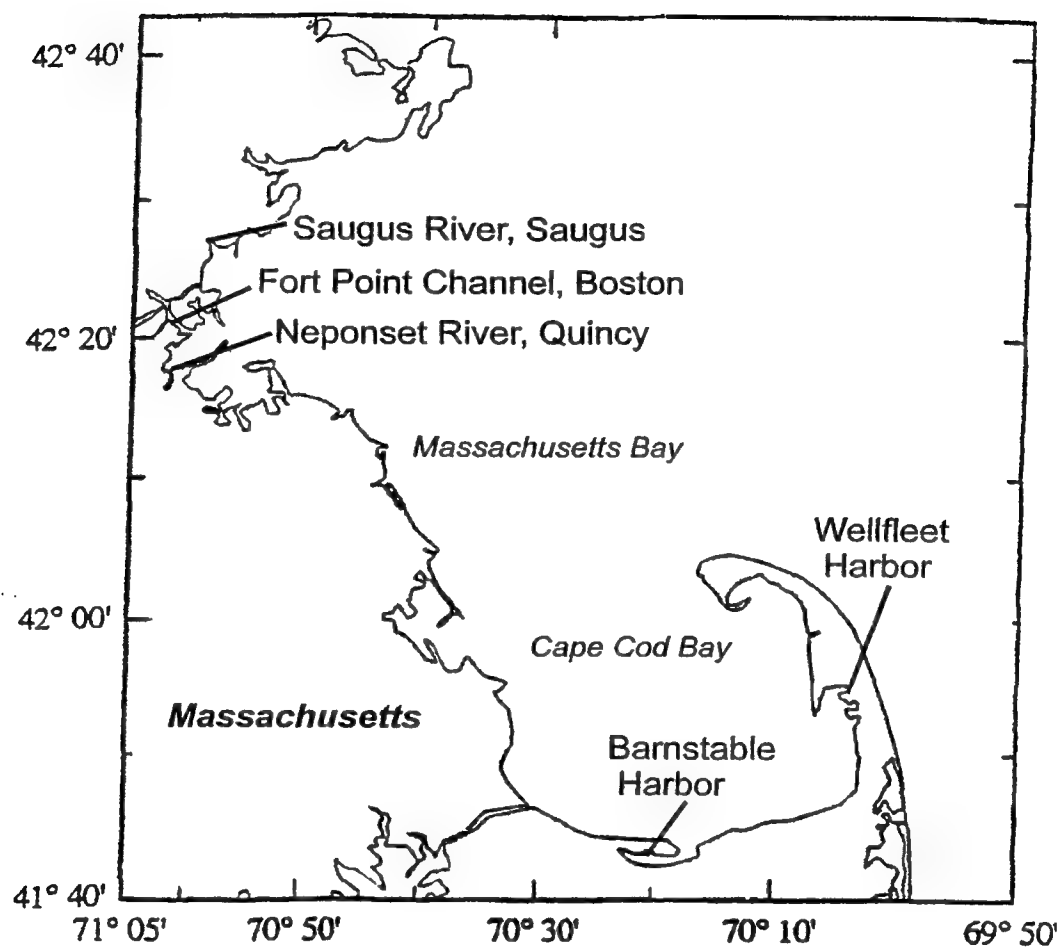 42° 40'
Saugus River, Saugus
Fort Point Channel, Boston
42° 20'
Neponset River, Quincy
Massachusetts Bay
Wellfleet
Harbor
42° 00'
Cape Cod Bay
Massachusetts
Barnstable
Harbor
41° 40'
71° 05'
70° 50'
70° 30'
70° 10'
69° 50'